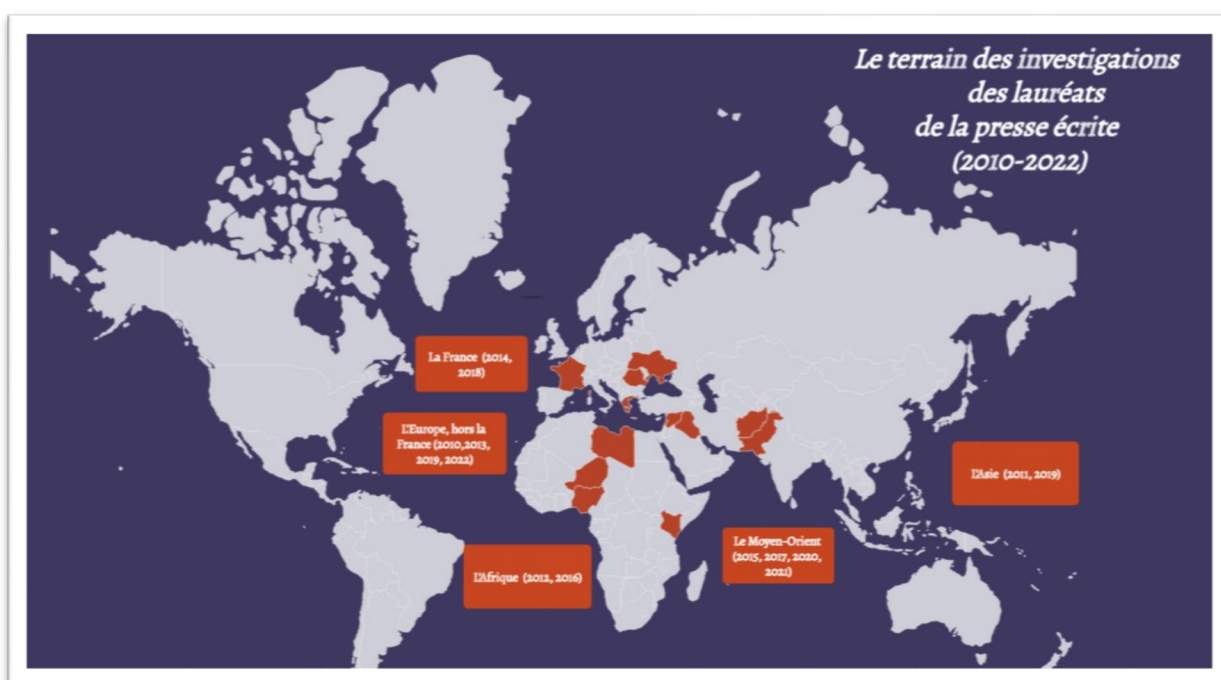 Le terrain des investigations
des lauréats
de la presse écrite
(2010-2022)
La France (2014,
2018)
L'Europe, hors la
France (2010,2013,
2019, 2022)
L'Asie (2011, 2019)
Le Moyen-Orient
(2015, 2017, 2020,
2021)
L'Afrique (2012, 2016)